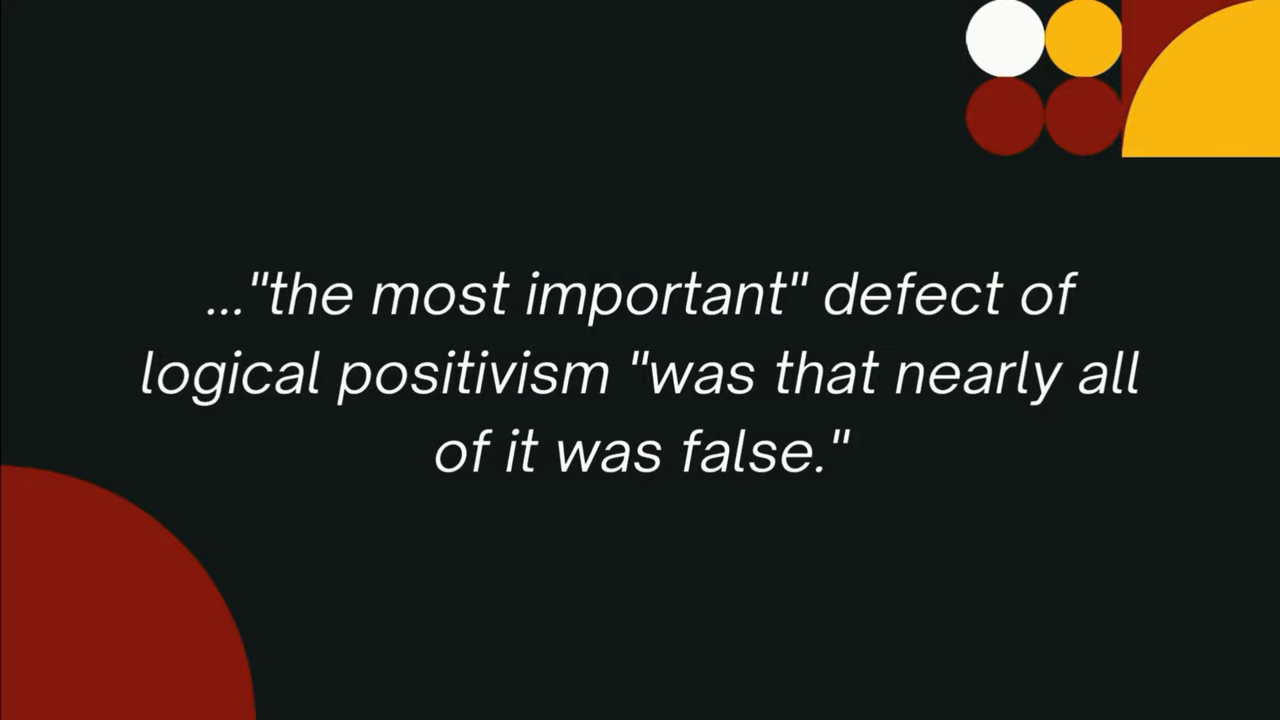 ..."the most important" defect of
logical positivism "was that nearly all
of it was false."